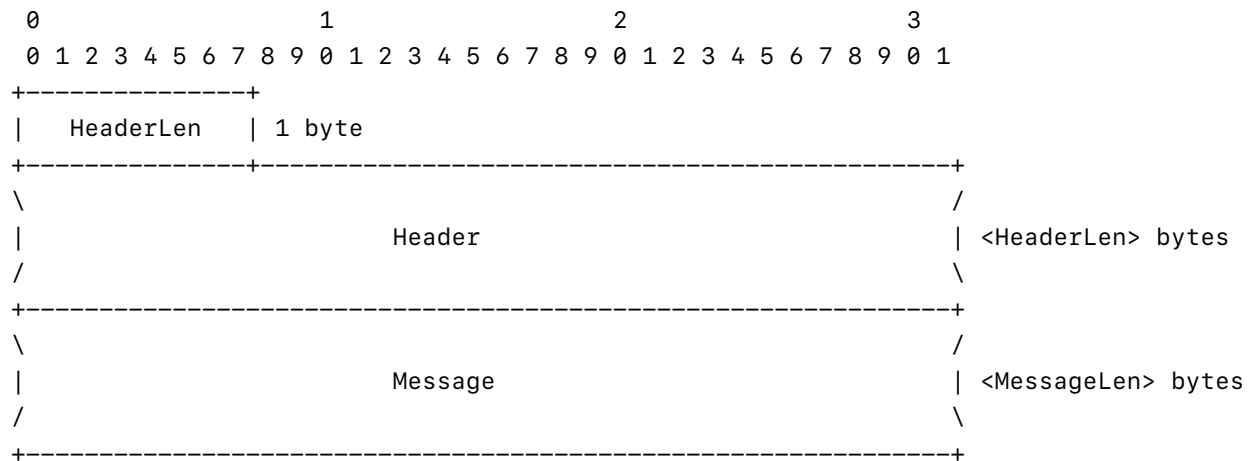 0                   1                   2                   3
0 1 2 3 4 5 6 7 8 9 0 1 2 3 4 5 6 7 8 9 0 1 2 3 4 5 6 7 8 9 0 1
+---------------+
|   HeaderLen   | 1 byte
+---------------+-----------------------------------------------+
\                                                               /
|                         Header                                | <HeaderLen> bytes
/                                                               \
+---------------------------------------------------------------+
\                                                               /
|                         Message                               | <MessageLen> bytes
/                                                               \
+---------------------------------------------------------------+